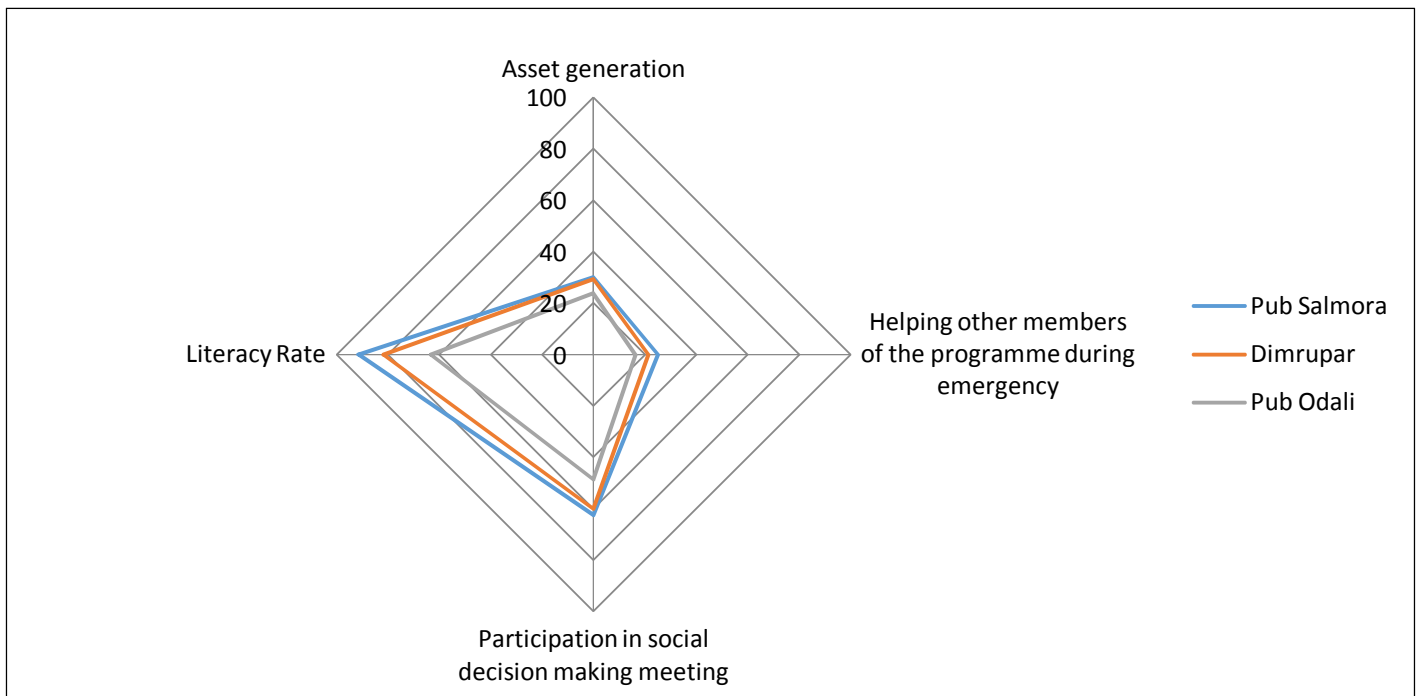 Asset generation
100
80
60
40
20
0
Literacy Rate
Helping other members
of the programme during
emergency
Participation in social
decision making meeting
Pub Salmora
Dimrupar
Pub Odali